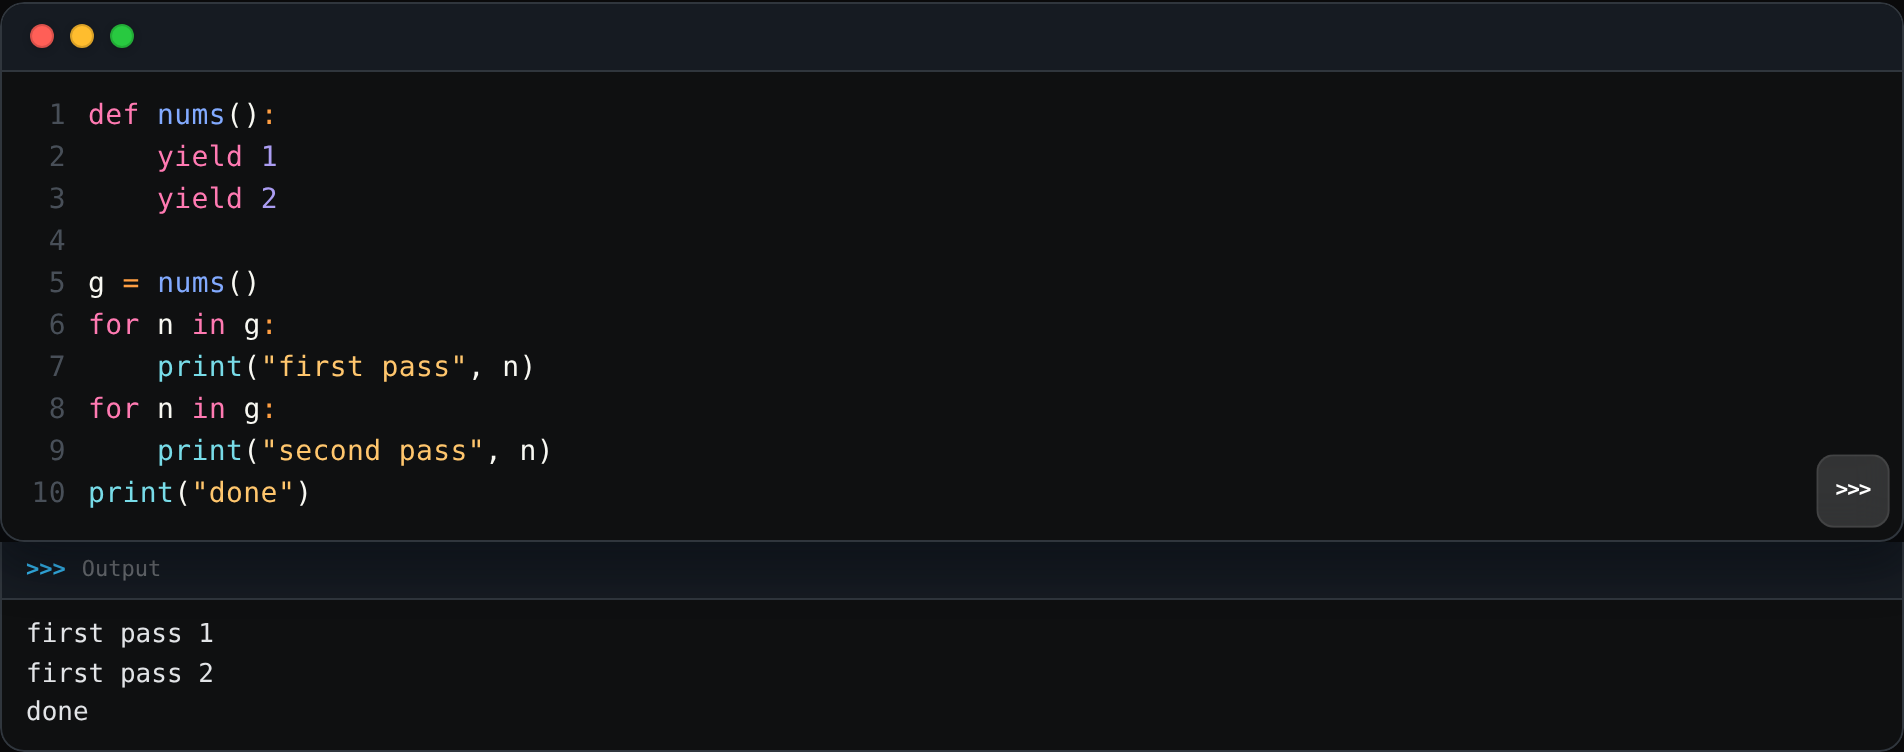 1 def nums():
2     yield 1
3     yield 2
4
5 g = nums()
6 for n in g:
7     print("first pass", n)
8 for n in g:
9     print("second pass", n)
10 print("done")
>>>
>>> Output
first pass 1
first pass 2
done